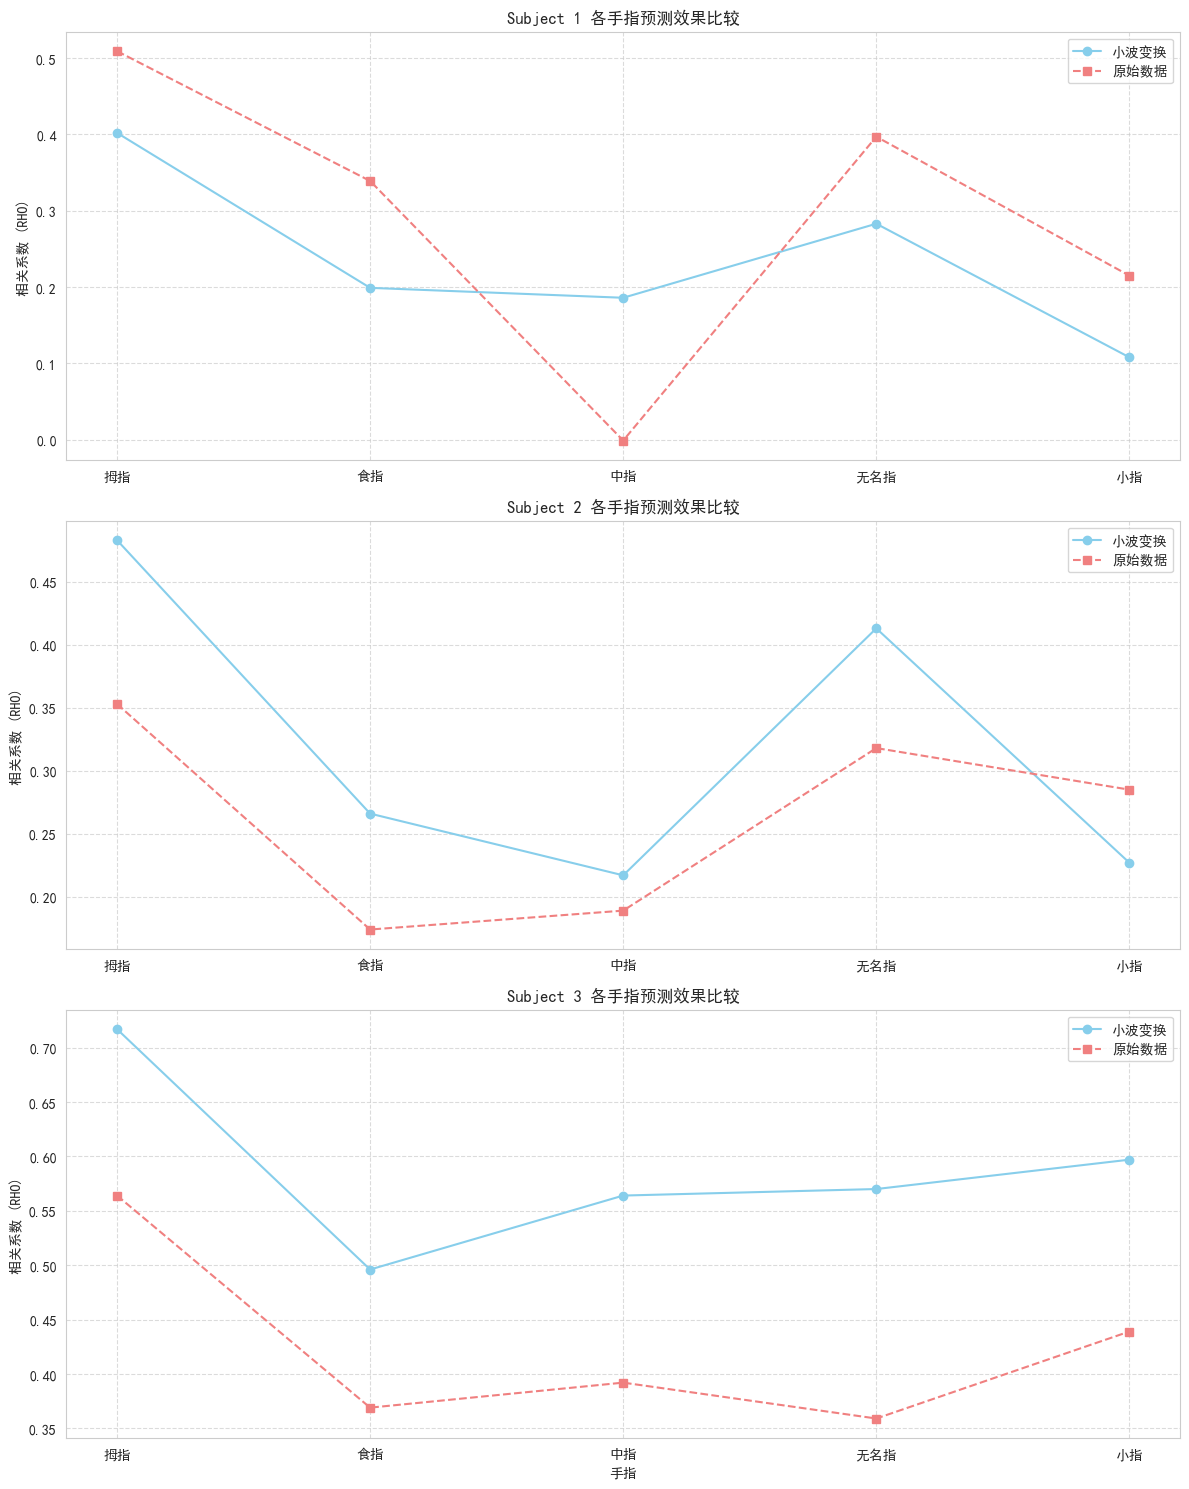 Subject 1 各手指预测效果比较
小波变换
原始数据
相关系数 (RHO)
0.5
0.4
0.3
0.2
0.1
0.0
拇指
食指
中指
无名指
小指
Subject 2 各手指预测效果比较
小波变换
原始数据
相关系数 (RHO)
0.45
0.40
0.35
0.30
0.25
0.20
拇指
食指
中指
无名指
小指
Subject 3 各手指预测效果比较
小波变换
原始数据
相关系数 (RHO)
0.70
0.65
0.60
0.55
0.50
0.45
0.40
0.35
拇指
食指
中指
无名指
小指
手指